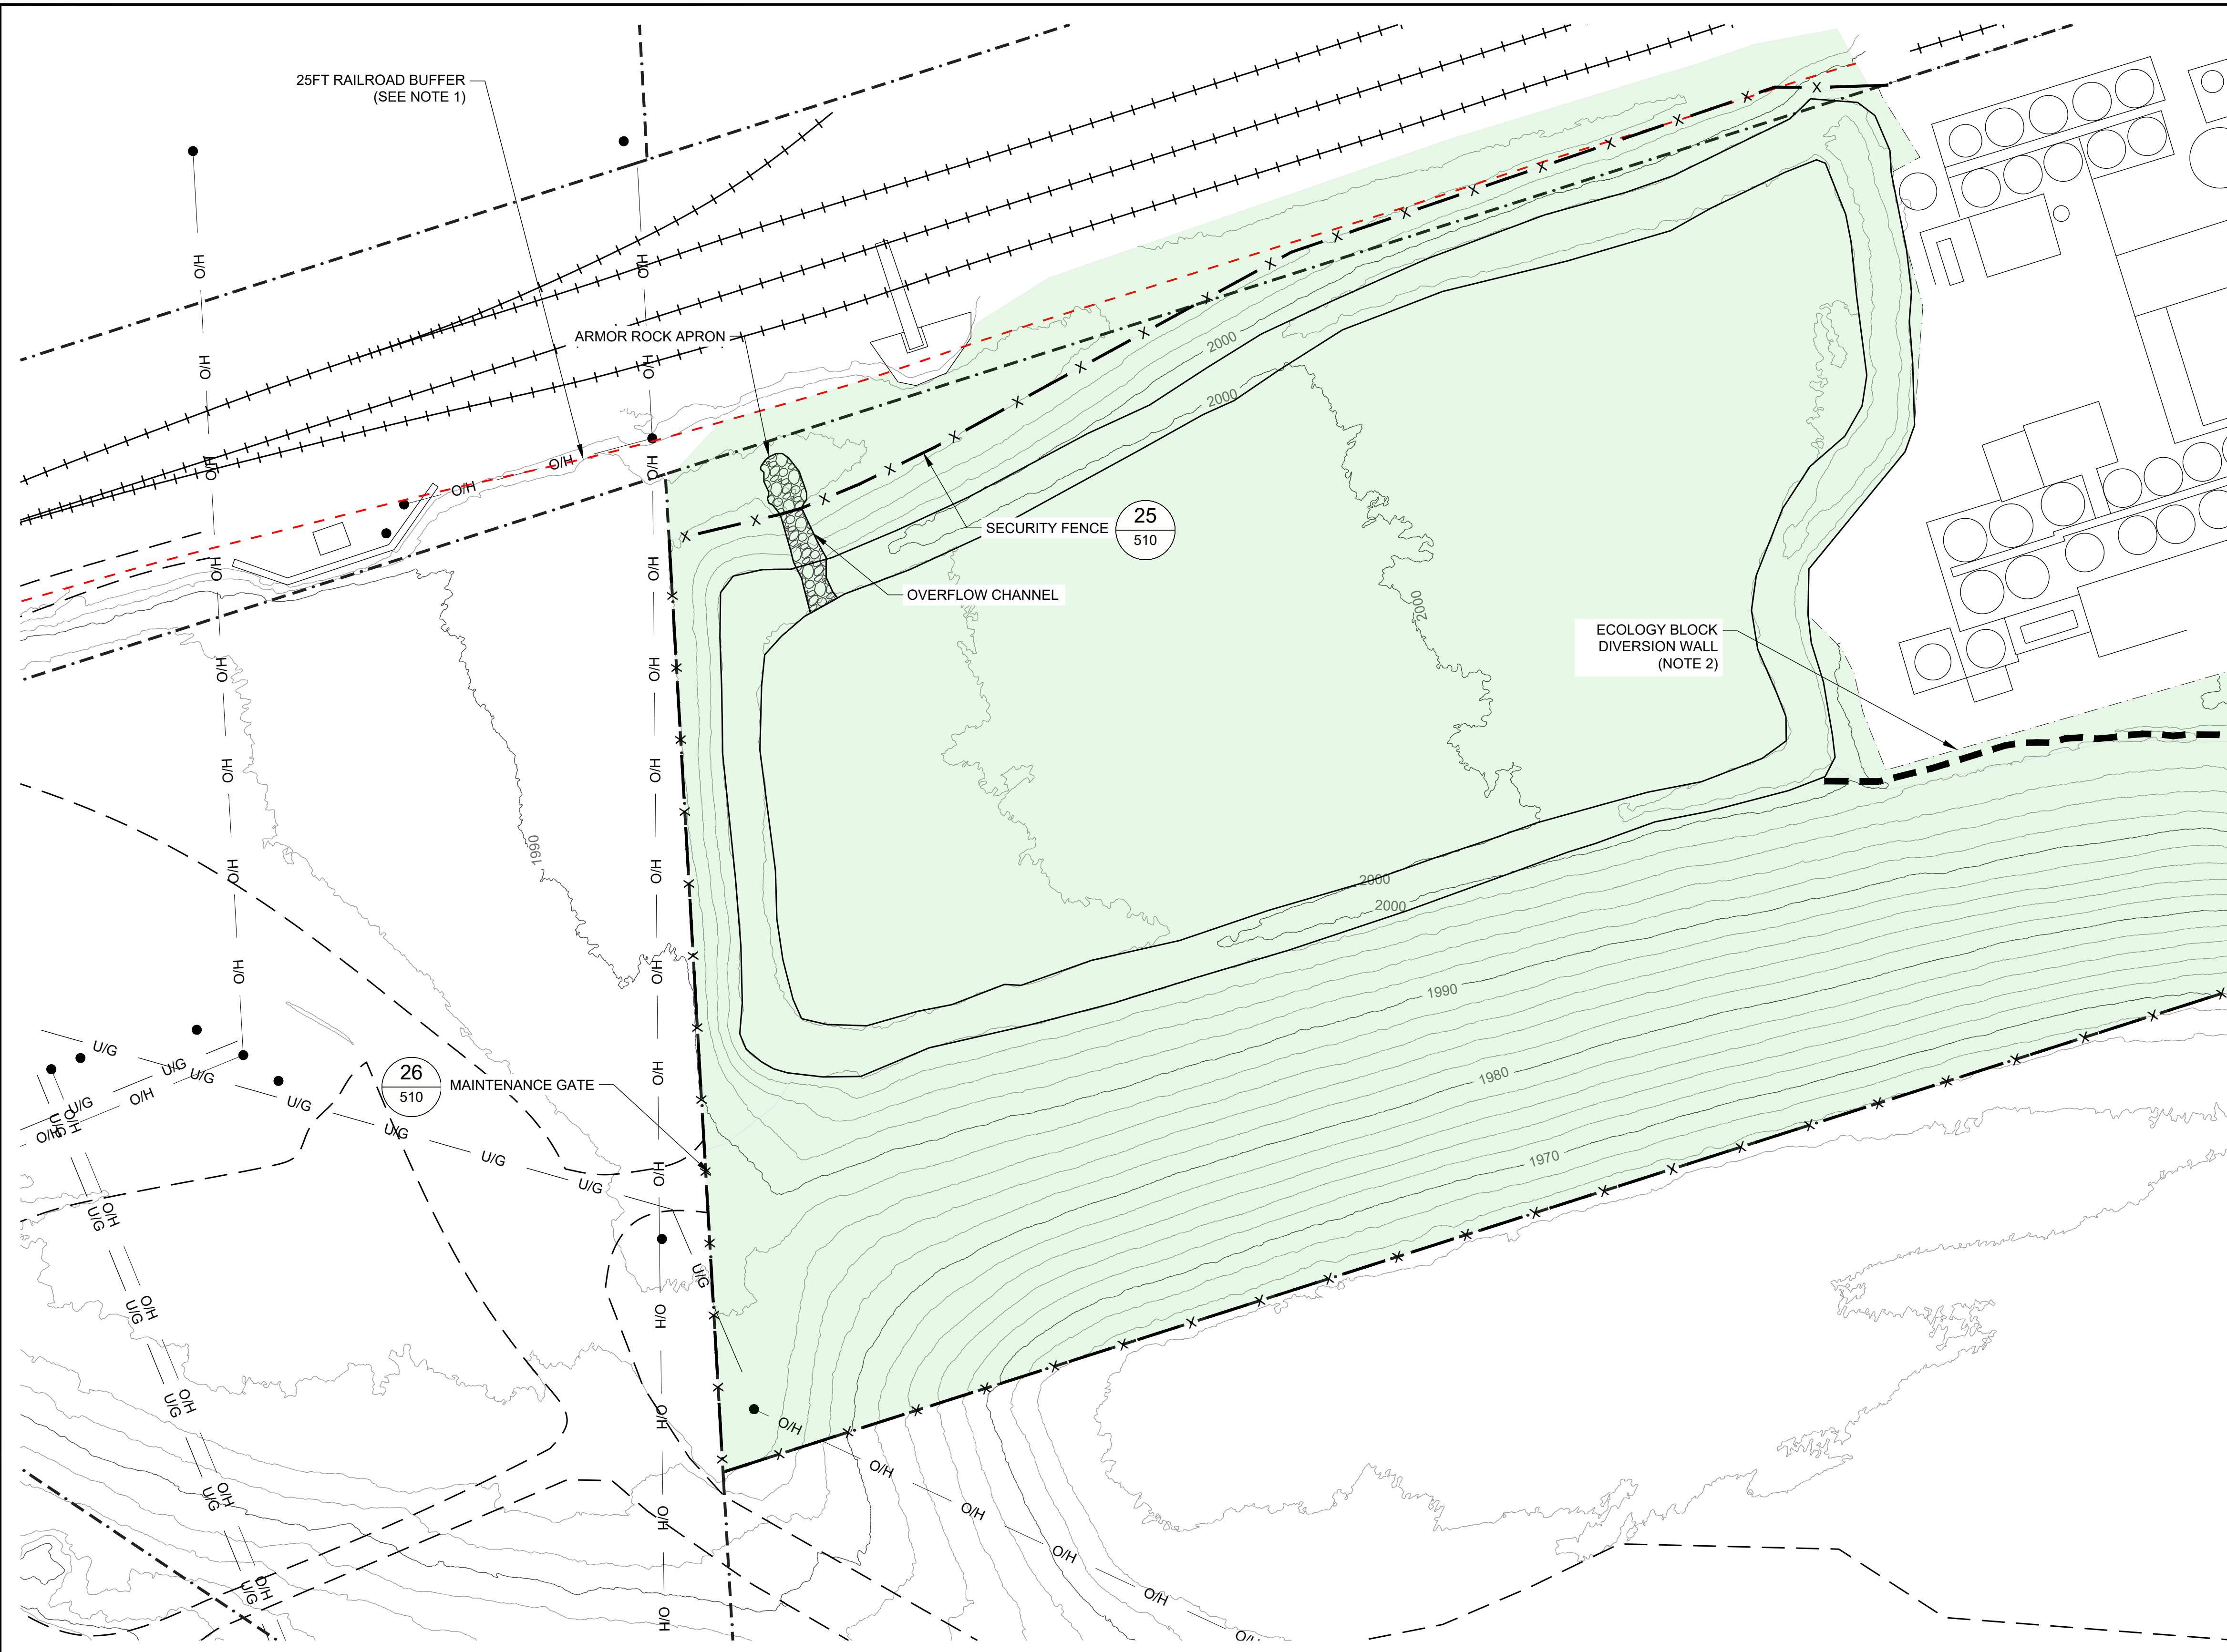 25FT RAILROAD BUFFER
(SEE NOTE 1)
O/H
O/H
O/H
O/H
ARMOR ROCK APRON
2000
2000
O/H
O/H
O/H
O/H
O/H
SECURITY FENCE
25
510
O/H
O/H
OVERFLOW CHANNEL
2000
ECOLOGY BLOCK
DIVERSION WALL
(NOTE 2)
O/H
O/H
O/H
O/H
1990
O/H
O/H
2000
2000
O/H
O/H
1990
U/G
U/G
U/G
26
510
MAINTENANCE GATE
O/H
1980
U/G
O/H
U/G
U/G
O/H
O/H
U/G
U/G
U/G
O/H
1970
U/G
O/H
U/G
U/G
O/H
U/G
O/H
O/H
U/G
O/H
O/H
O/H
U/G
O/H
O/H
O/H
O/H
U/G
O/H
O/H
O/H
O/H